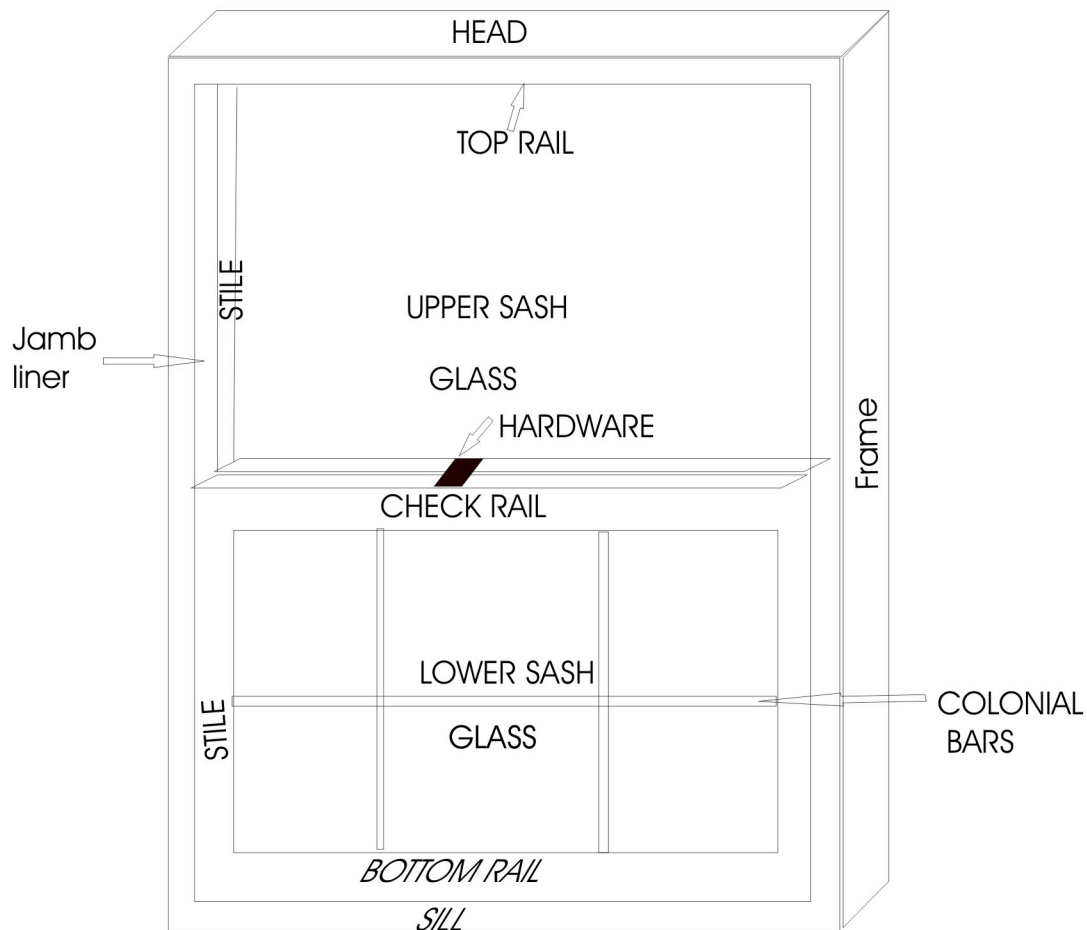 HEAD
TOP RAIL
STILE
UPPER SASH
Jamb
liner
GLASS
HARDWARE
Frame
CHECK RAIL
LOWER SASH
STILE
GLASS
COLONIAL
BARS
BOTTOM RAIL
SILL